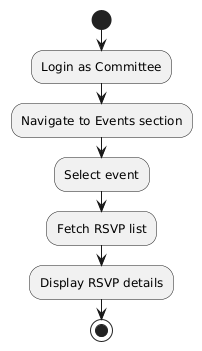 Login as Committee
Navigate to Events section
Select event
Fetch RSVP list
Display RSVP details